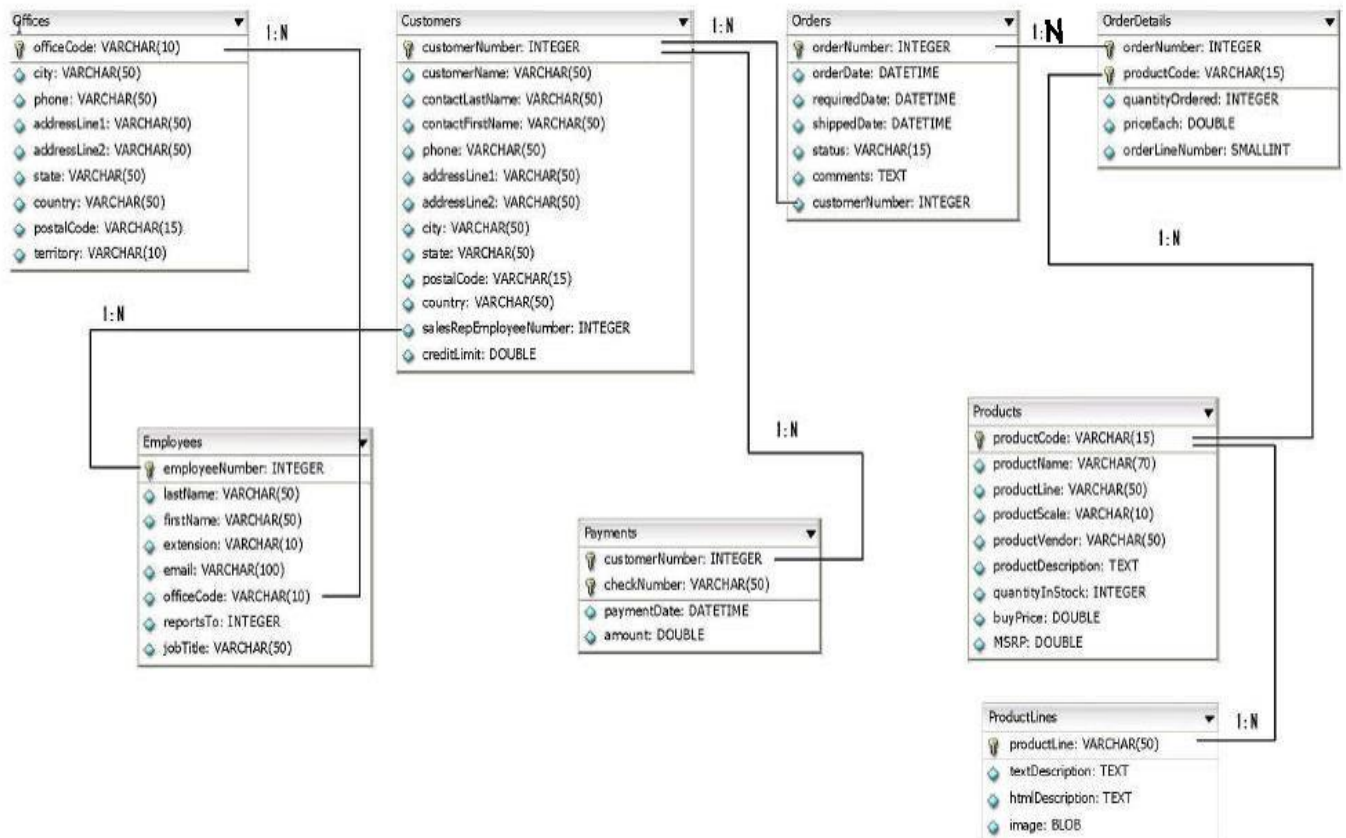 Offices
officeCode: VARCHAR(10)
city: VARCHAR(50)
phone: VARCHAR(50)
addressLine1: VARCHAR(50)
addressLine2: VARCHAR(50)
state: VARCHAR(50)
country: VARCHAR(50)
postalCode: VARCHAR(15)
territory: VARCHAR(10)
1:N
Customers
customerNumber: INTEGER
customerName: VARCHAR(50)
contactLastName: VARCHAR(50)
contactFirstName: VARCHAR(50)
phone: VARCHAR(50)
addressLine1: VARCHAR(50)
addressLine2: VARCHAR(50)
city: VARCHAR(50)
state: VARCHAR(50)
postalCode: VARCHAR(15)
country: VARCHAR(50)
salesRepEmployeeNumber: INTEGER
creditLimit: DOUBLE
1:N
Orders
orderNumber: INTEGER
orderDate: DATETIME
requiredDate: DATETIME
shippedDate: DATETIME
status: VARCHAR(15)
comments: TEXT
customerNumber: INTEGER
1:N
OrderDetails
orderNumber: INTEGER
productCode: VARCHAR(15)
quantityOrdered: INTEGER
priceEach: DOUBLE
orderLineNumber: SMALLINT
1:N
1:N
Employees
employeeNumber: INTEGER
lastName: VARCHAR(50)
firstName: VARCHAR(50)
extension: VARCHAR(10)
email: VARCHAR(100)
officeCode: VARCHAR(10)
reportsTo: INTEGER
jobTitle: VARCHAR(50)
1:N
Payments
customerNumber: INTEGER
checkNumber: VARCHAR(50)
paymentDate: DATETIME
amount: DOUBLE
Products
productCode: VARCHAR(15)
productName: VARCHAR(70)
productLine: VARCHAR(50)
productScale: VARCHAR(10)
productVendor: VARCHAR(50)
productDescription: TEXT
quantityInStock: INTEGER
buyPrice: DOUBLE
MSRP: DOUBLE
1:N
ProductLines
productLine: VARCHAR(50)
textDescription: TEXT
htmlDescription: TEXT
image: BLOB